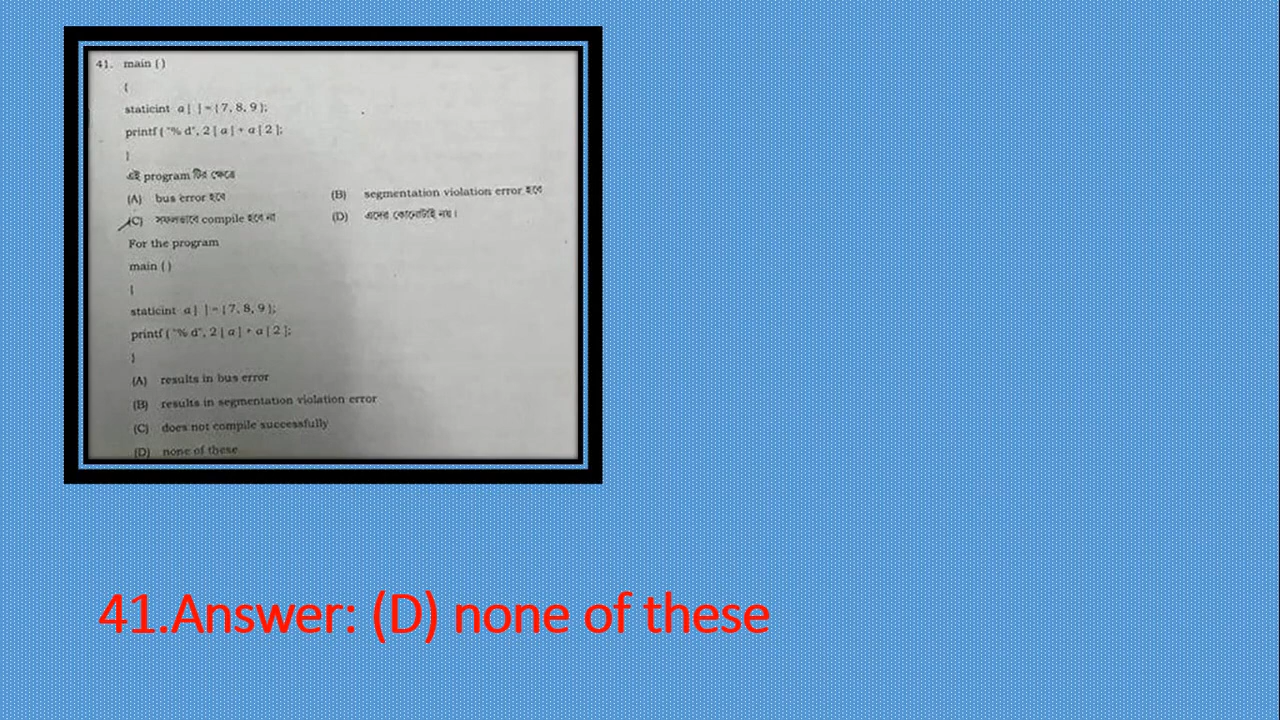 41. main ( )
{
staticint a [ ] = { 7, 8, 9 };
printf ( "% d", 2 [ a ] + a [ 2 ];
}
এই program টির ক্ষেত্রে
(A) bus error হবে
(B) segmentation violation error হবে
(C) সফলভাবে compile হবে না
(D) এদের কোনোটাই নয়।
For the program
main ( )
{
staticint a [ ] = { 7, 8, 9 };
printf ( "% d", 2 [ a ] + a [ 2 ];
}
(A) results in bus error
(B) results in segmentation violation error
(C) does not compile successfully
(D) none of these
41.Answer: (D) none of these